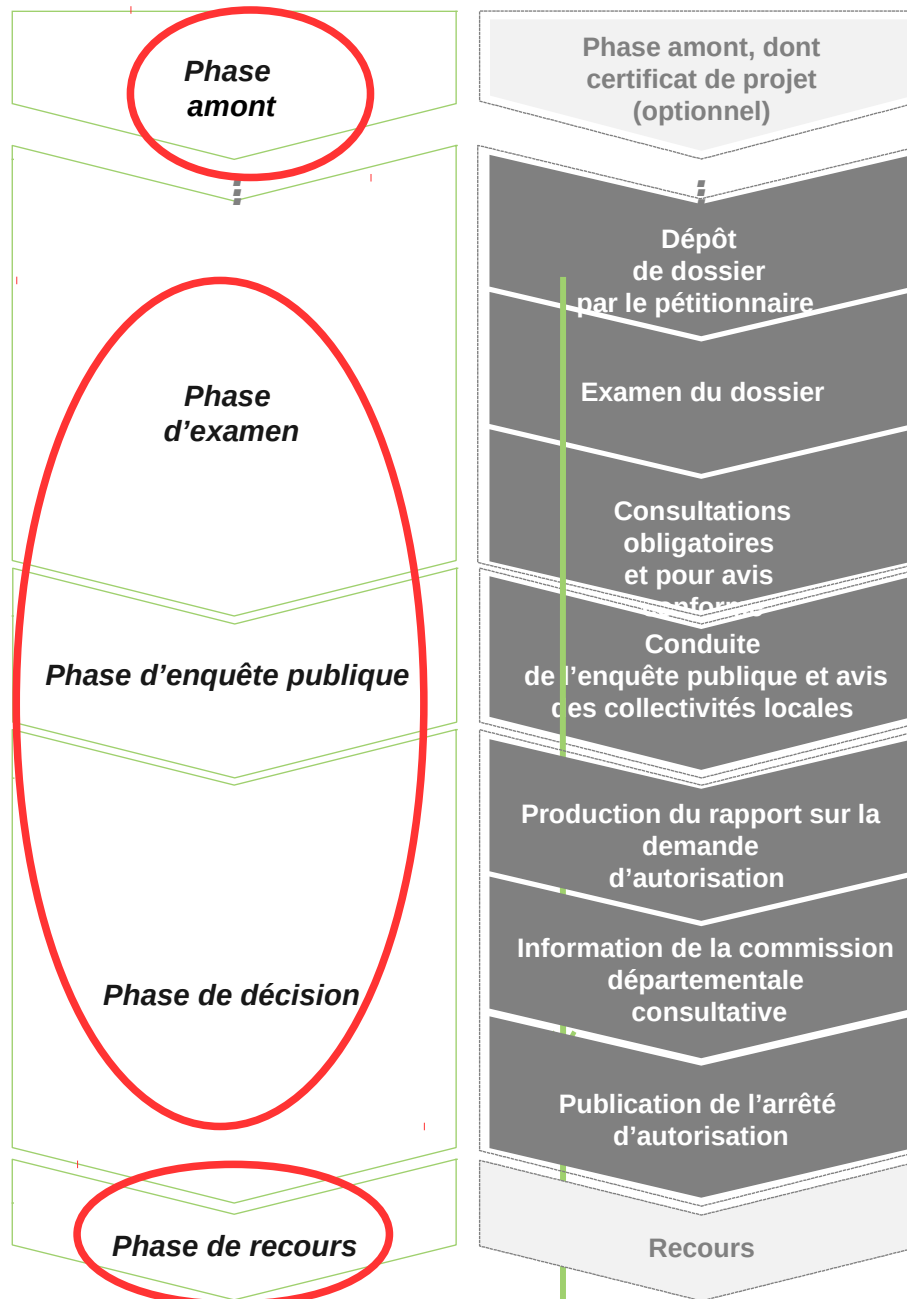 Phase
amont
Phase amont, dont
certificat de projet
(optionnel)
Dépôt
de dossier
par le pétitionnaire
Phase
d’examen
Examen du dossier
Consultations
obligatoires
et pour avis
Phase d’enquête publique
Conduite
de l’enquête publique et avis
des collectivités locales
Production du rapport sur la
demande
d’autorisation
Phase de décision
Information de la commission
départementale
consultative
Publication de l’arrêté
d’autorisation
Phase de recours
Recours